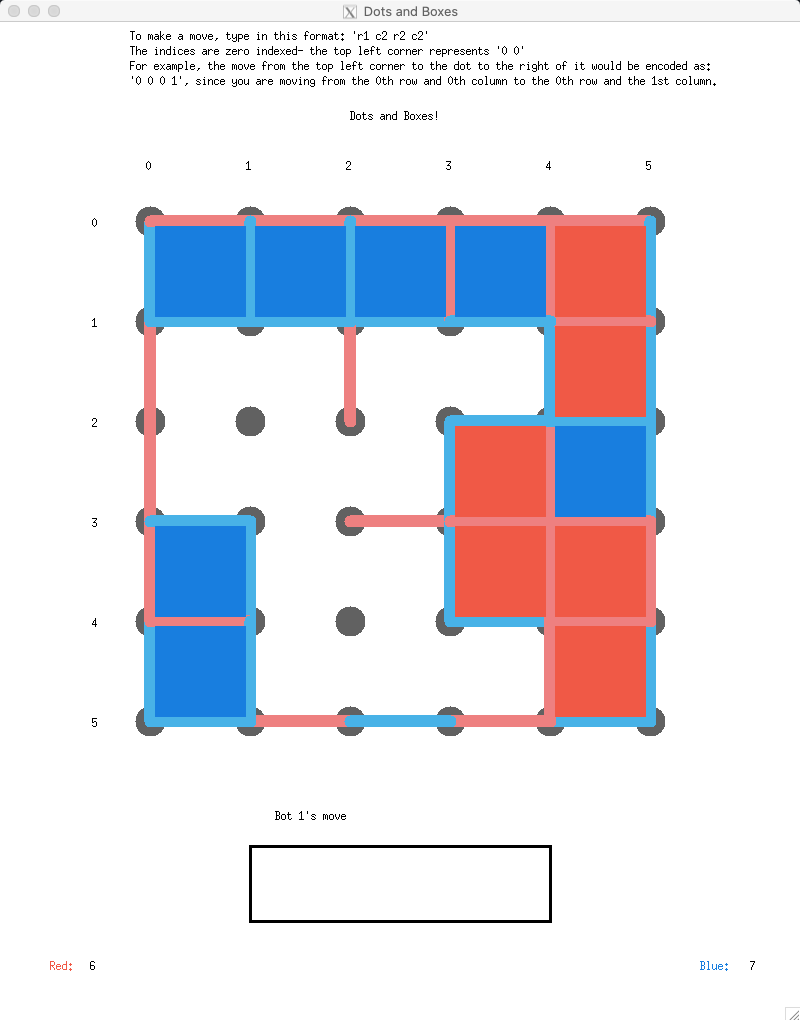 Dots and Boxes
To make a move, type in this format: 'r1 c2 r2 c2'
The indices are zero indexed- the top left corner represents '0 0'
For example, the move from the top left corner to the dot to the right of it would be encoded as:
'0 0 0 1', since you are moving from the 0th row and 0th column to the 0th row and the 1st column.
Dots and Boxes!
0 1 2 3 4 5
0
1
2
3
4
5
Bot 1's move
Red: 6 Blue: 7